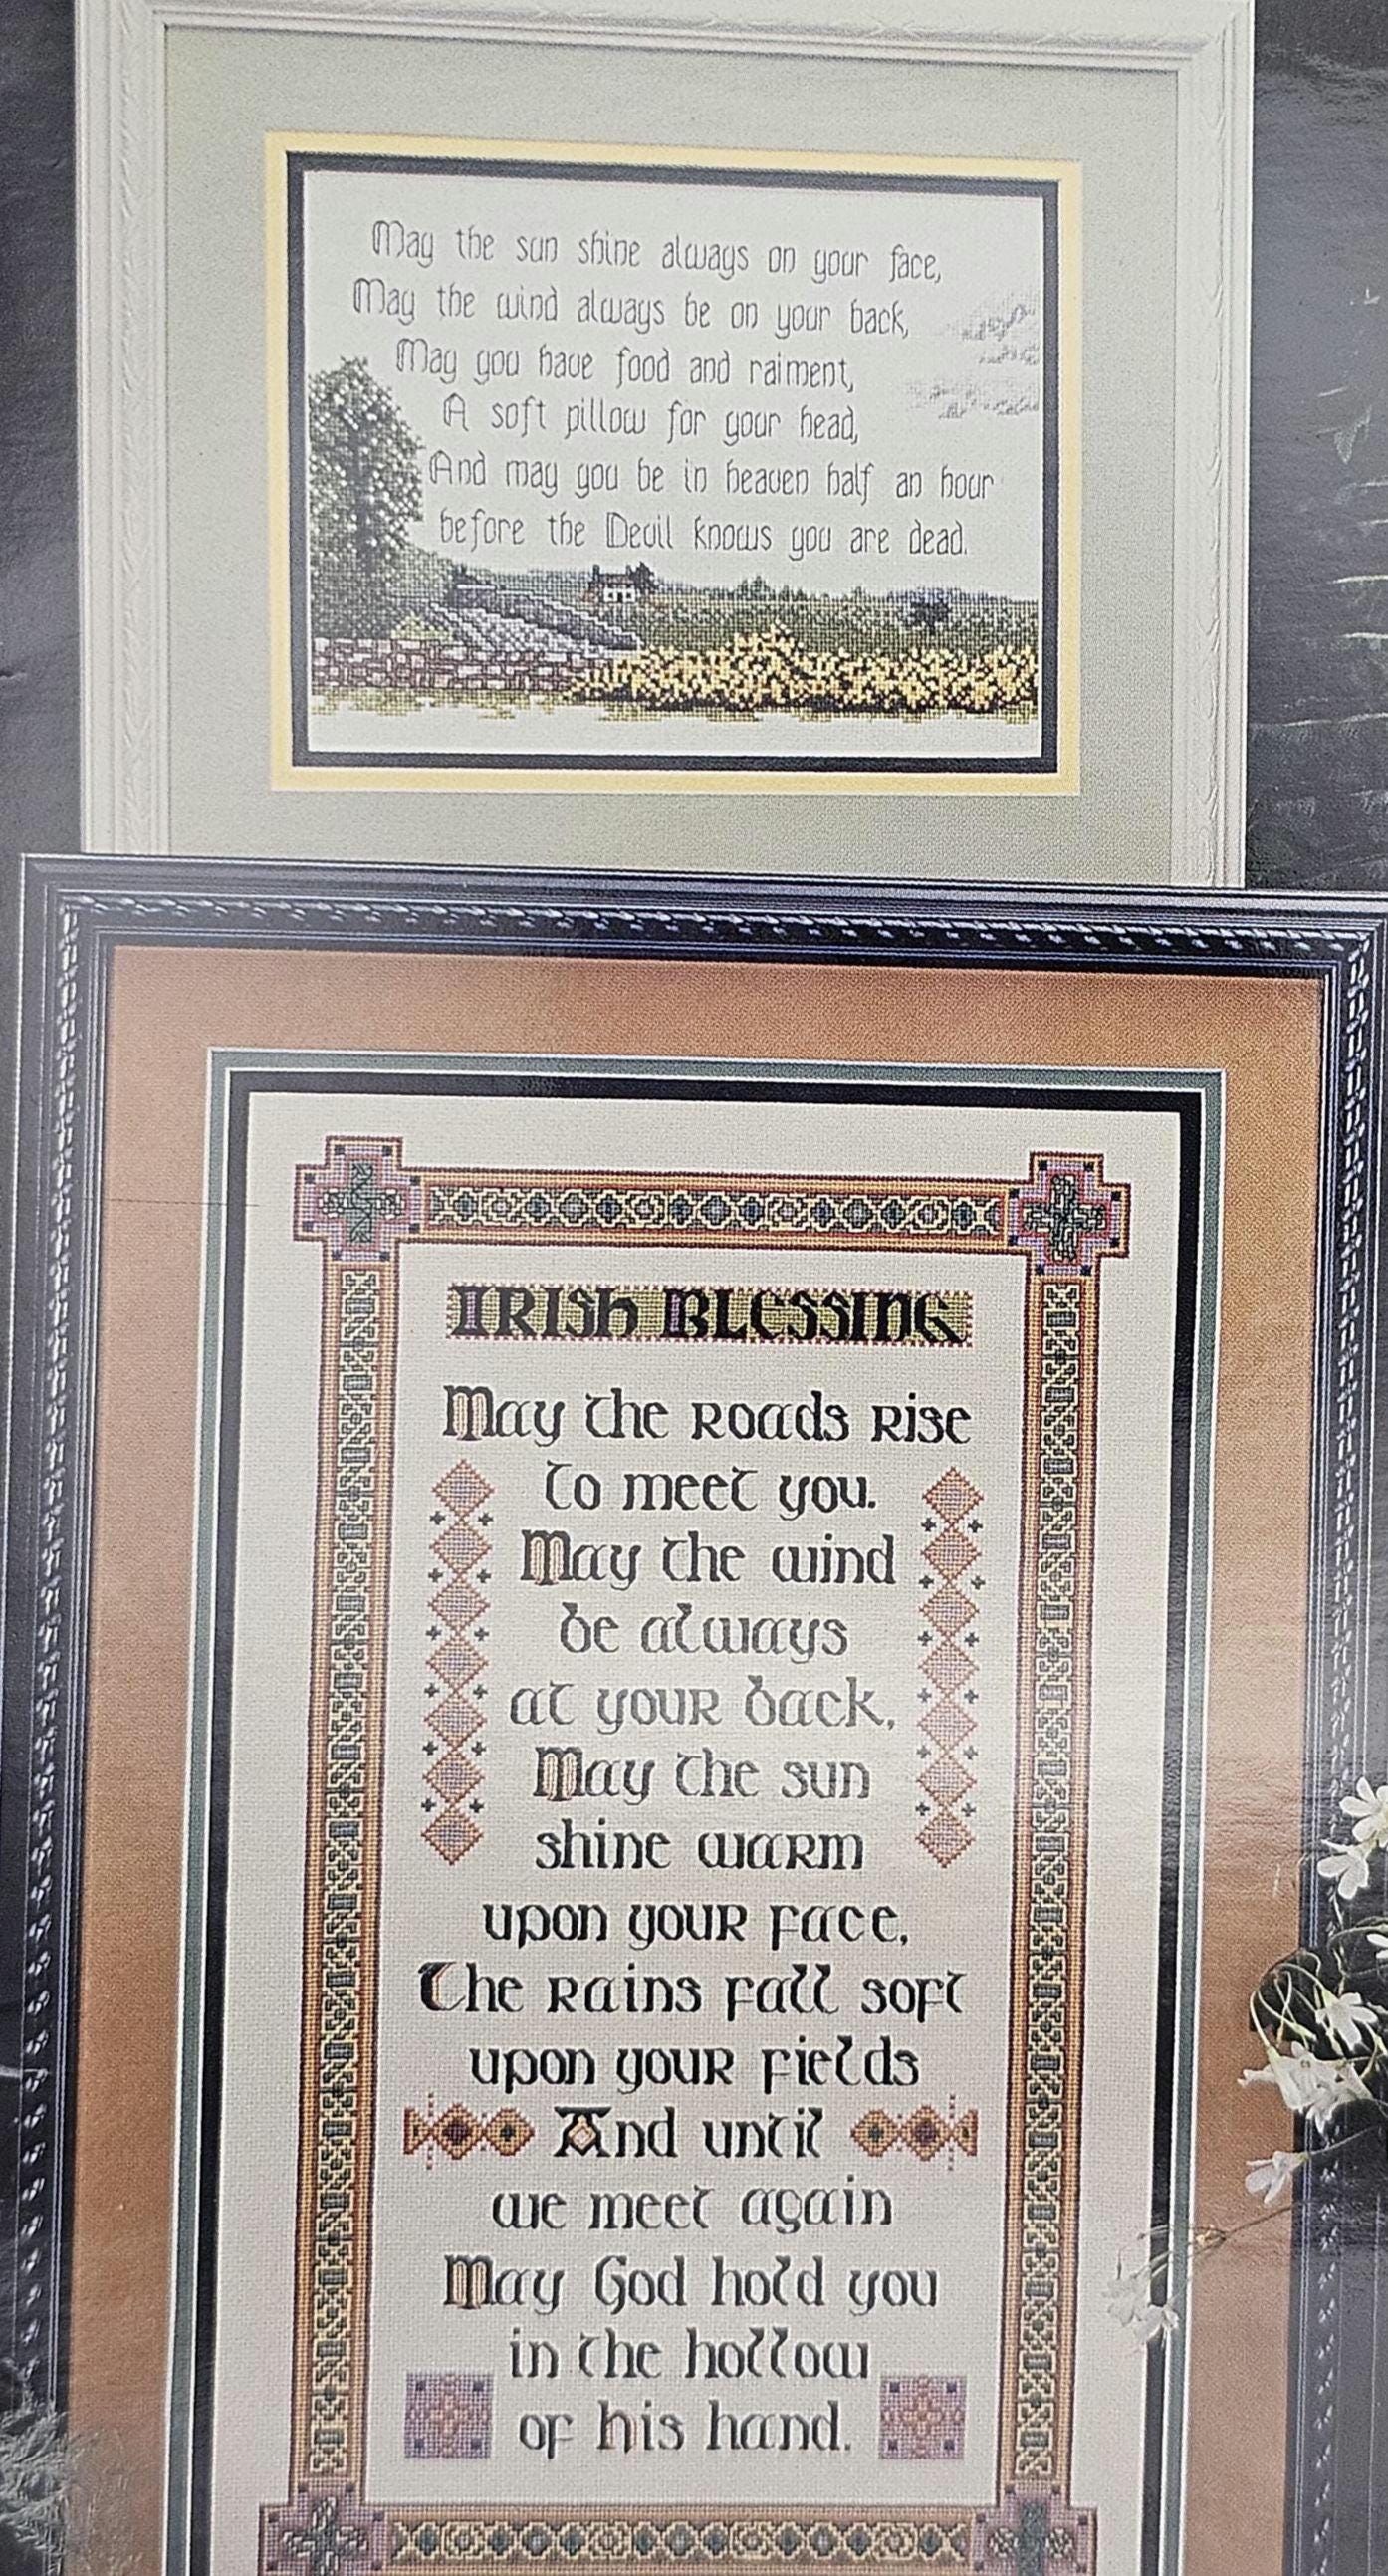 May the sun shine always on your face,
May the wind always be on your back,
May you have food and raiment,
A soft pillow for your head,
And may you be in heaven half an hour
before the Devil knows you are dead.
IRISH BLESSING
May the Roads Rise
to meet you.
May the wind
be always
at your back,
May the sun
shine warm
upon your face,
The Rains fall soft
upon your fields
And until
we meet again
May God hold you
in the hollow
of his hand.